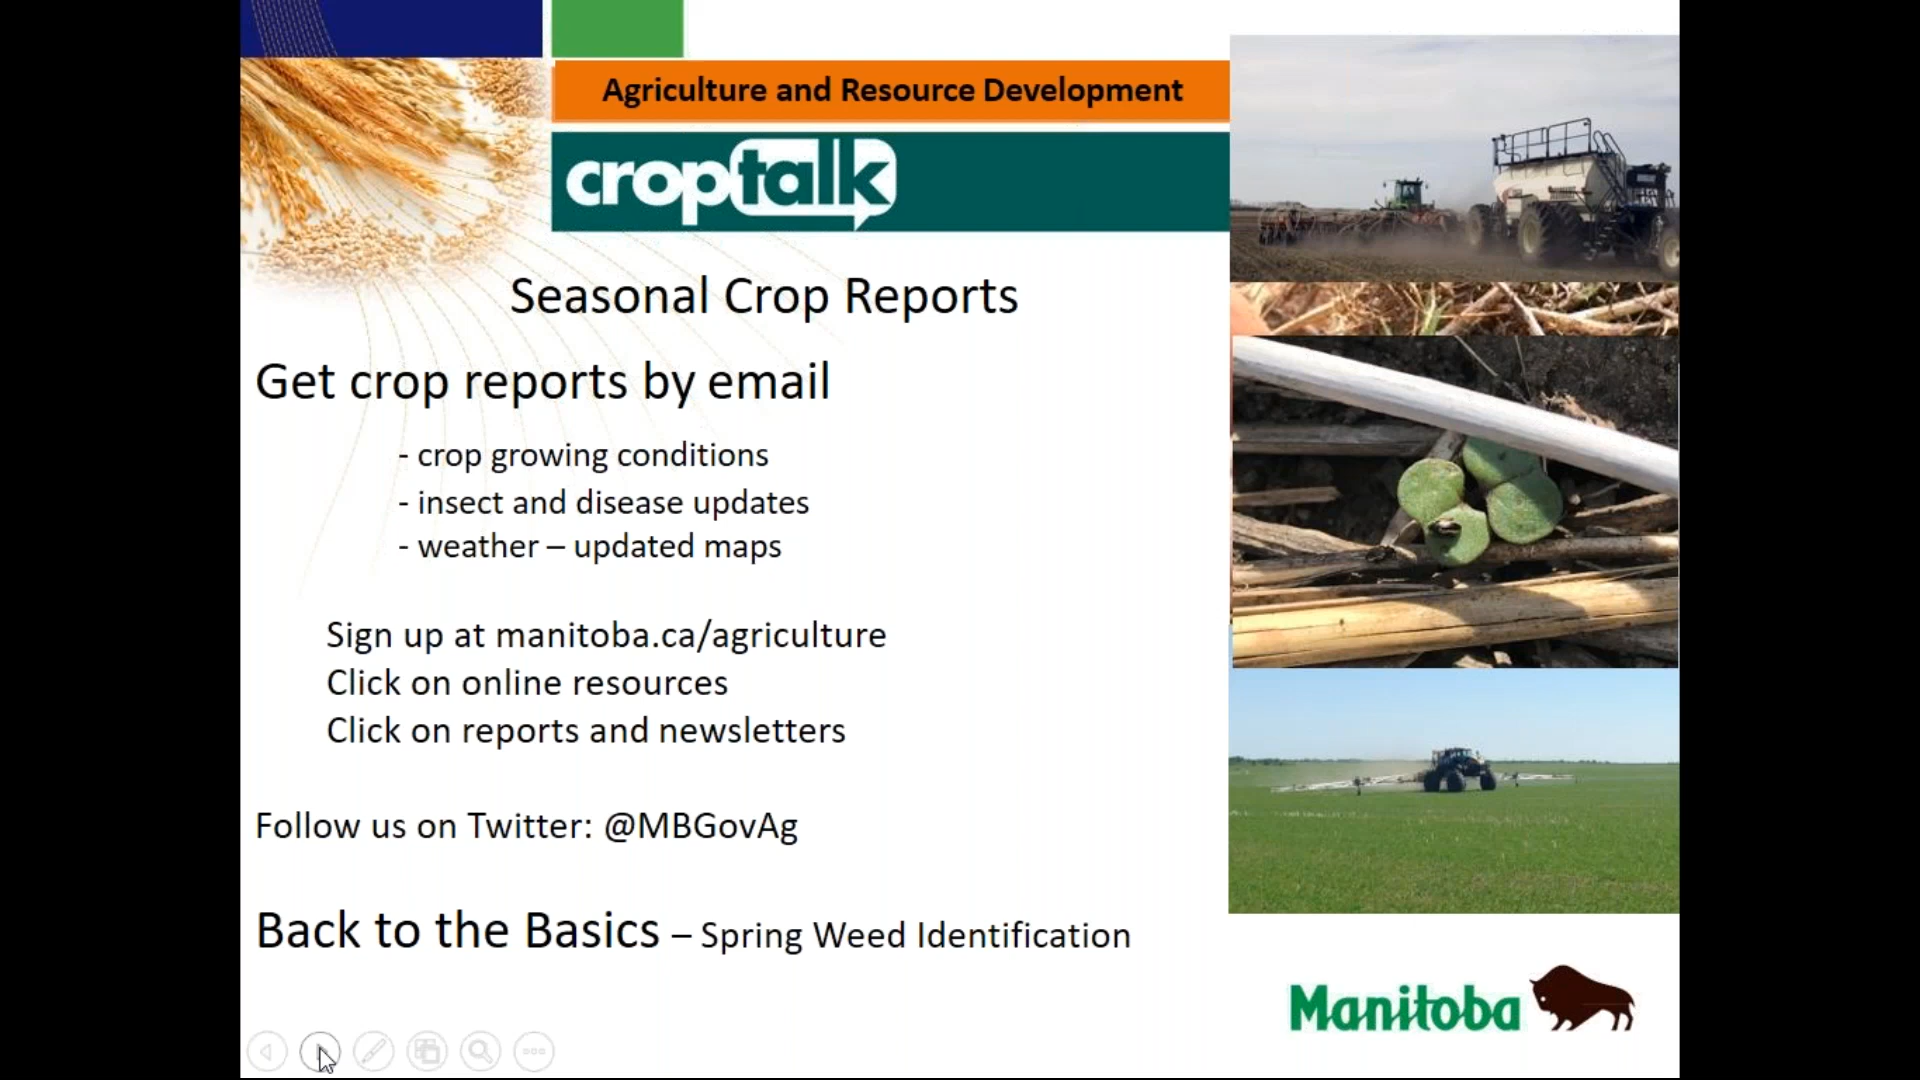 Agriculture and Resource Development
croptalk
Seasonal Crop Reports
Get crop reports by email
- crop growing conditions
- insect and disease updates
- weather – updated maps
Sign up at manitoba.ca/agriculture
Click on online resources
Click on reports and newsletters
Follow us on Twitter: @MBGovAg
Back to the Basics – Spring Weed Identification
Manitoba